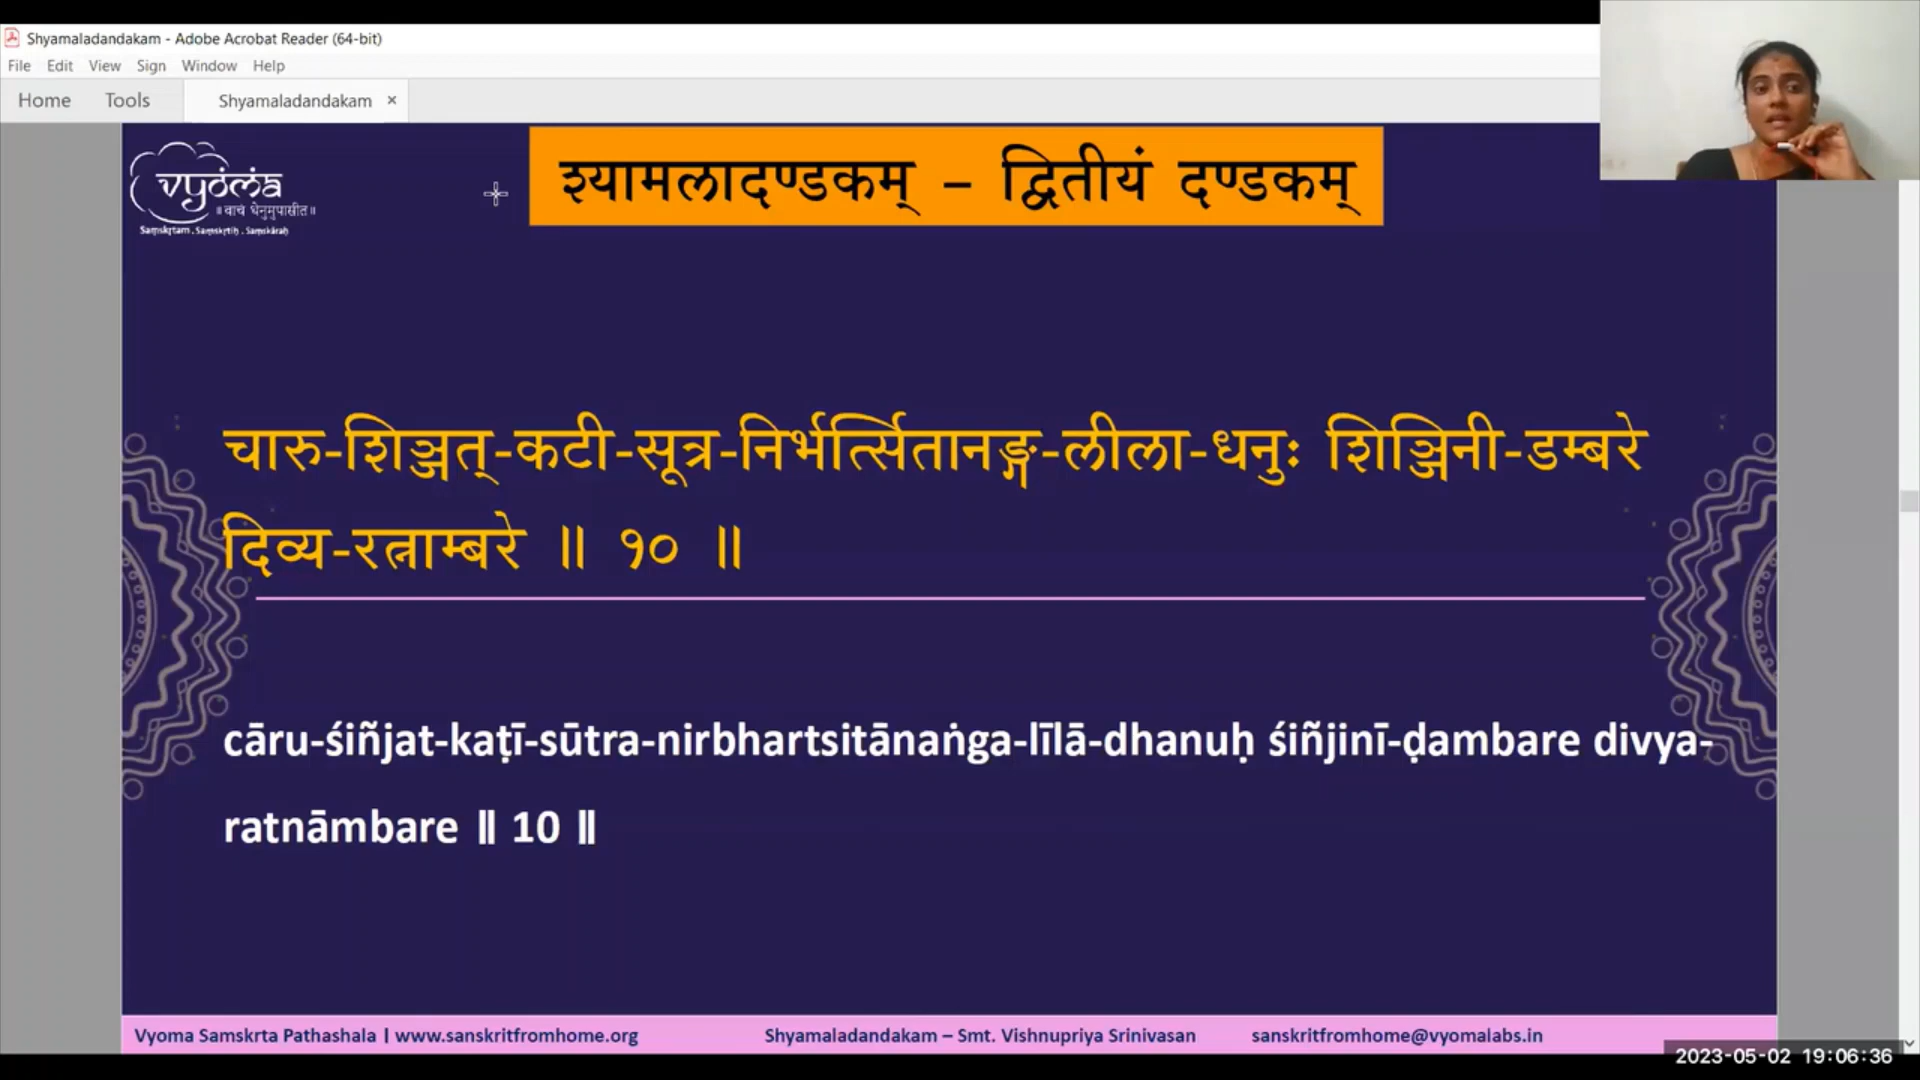 Shyamaladandakam - Adobe Acrobat Reader (64-bit)
File Edit View Sign Window Help
Home Tools Shyamaladandakam ×
vyoma
॥ वाचं धेनुमुपासीत ॥
Saṃskṛtam . Saṃskṛtiḥ . Saṃskāraḥ
श्यामलादण्डकम् – द्वितीयं दण्डकम्
चारु-शिञ्जत्-कटी-सूत्र-निर्भर्त्सितानङ्ग-लीला-धनुः शिञ्जिनी-डम्बरे
दिव्य-रत्नाम्बरे ॥ १० ॥
cāru-śiñjat-kaṭī-sūtra-nirbhartsitānaṅga-līlā-dhanuḥ śiñjinī-ḍambare divya-
ratnāmbare ॥ 10 ॥
Vyoma Samskrta Pathashala | www.sanskritfromhome.org Shyamaladandakam – Smt. Vishnupriya Srinivasan sanskritfromhome@vyomalabs.in
2023-05-02 19:06:36